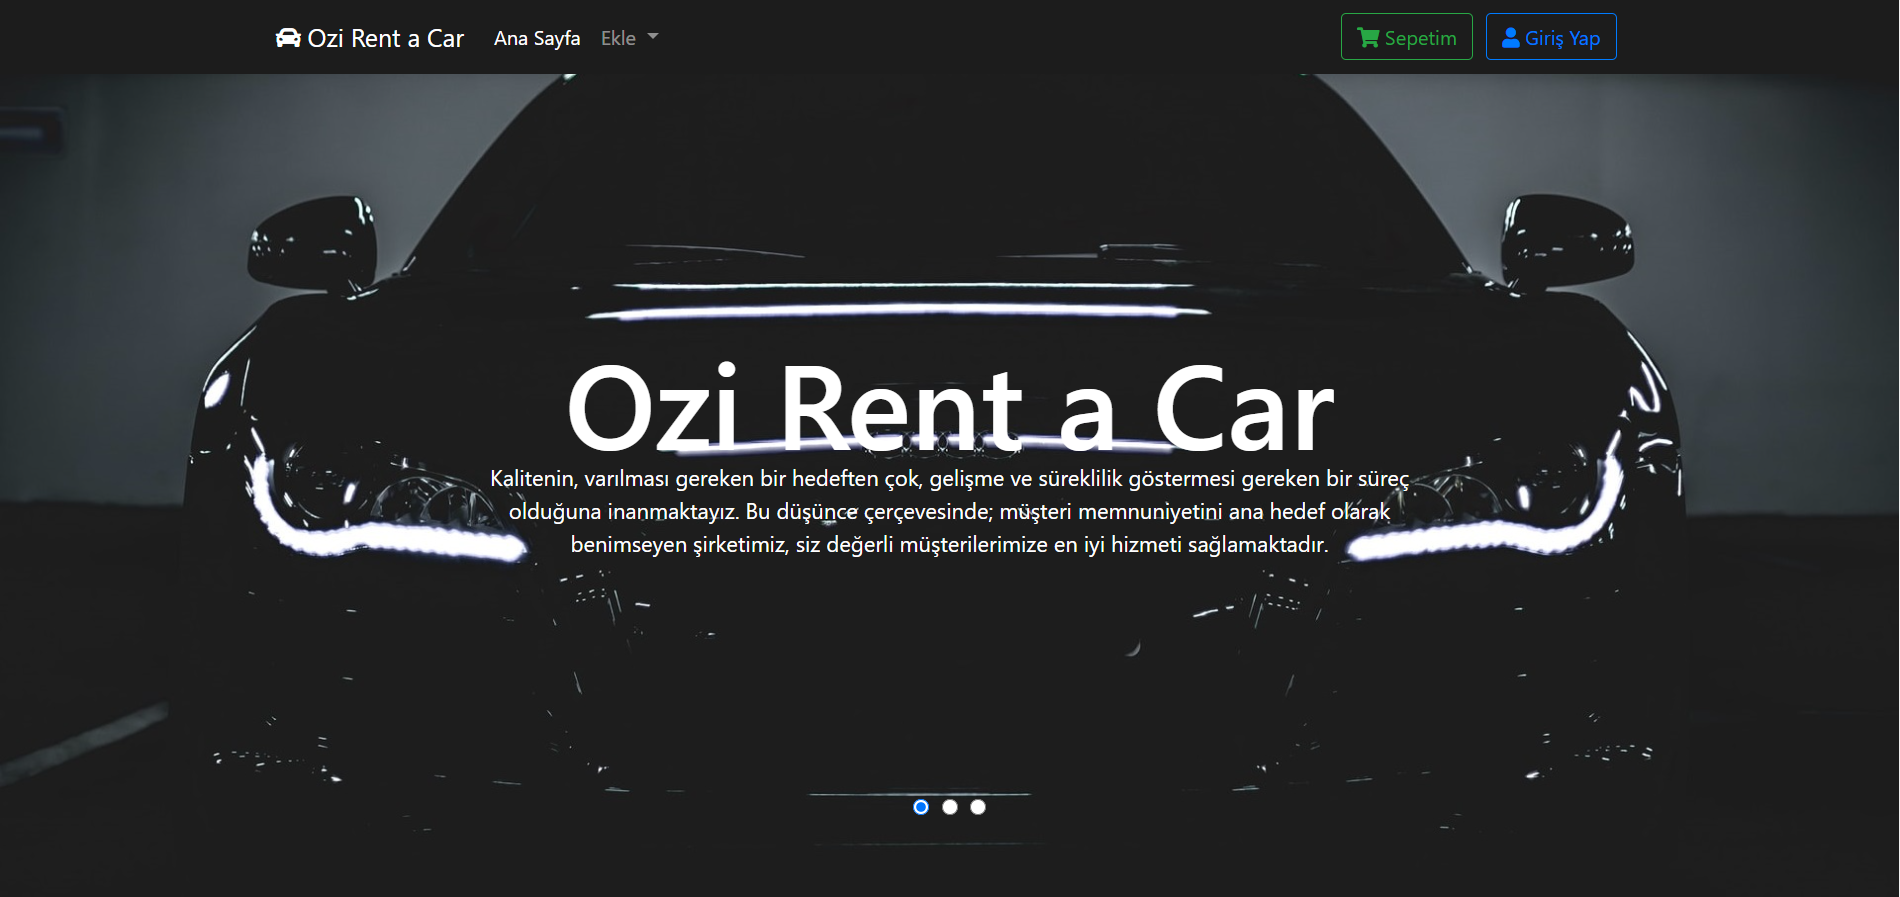 Ozi Rent a Car
Ana Sayfa
Ekle
Sepetim
Giriş Yap
Ozi Rent a Car
Kalitenin, varılması gereken bir hedeften çok, gelişme ve süreklilik göstermesi gereken bir süreç
olduğuna inanmaktayız. Bu düşünce çerçevesinde; müşteri memnuniyetini ana hedef olarak
benimseyen şirketimiz, siz değerli müşterilerimize en iyi hizmeti sağlamaktadır.